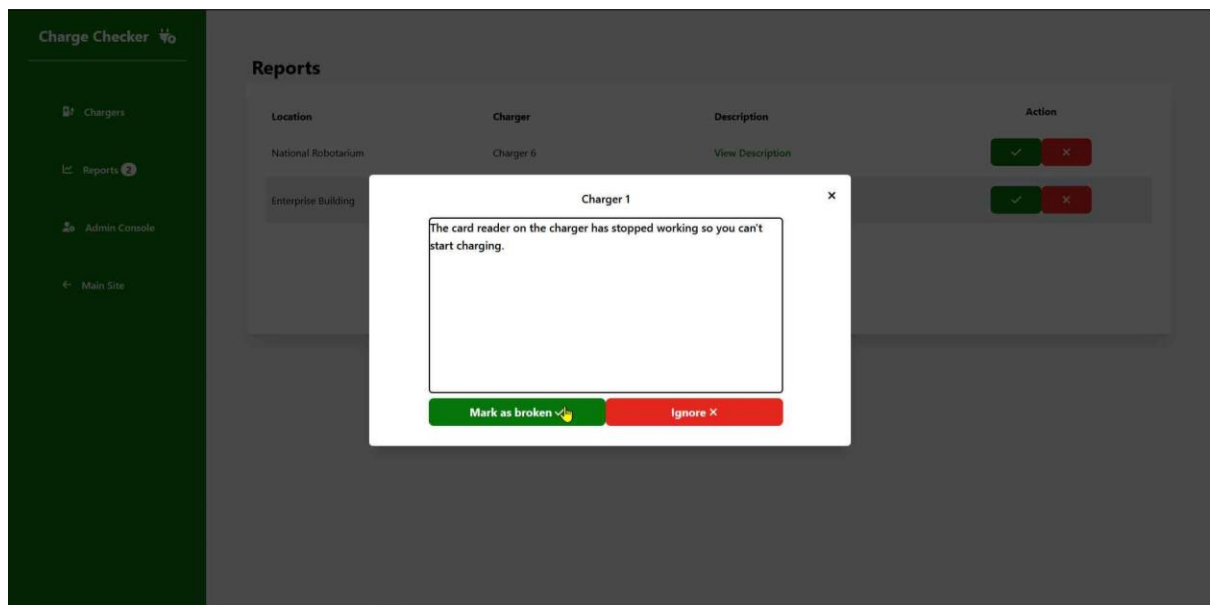 Charge Checker
Reports
Location Charger Description Action
Chargers
National Robotarium Charger 6 View Description
Reports 2
Enterprise Building
Admin Console
Main Site
Charger 1 ×
The card reader on the charger has stopped working so you can't
start charging.
Mark as broken ✓ Ignore ×